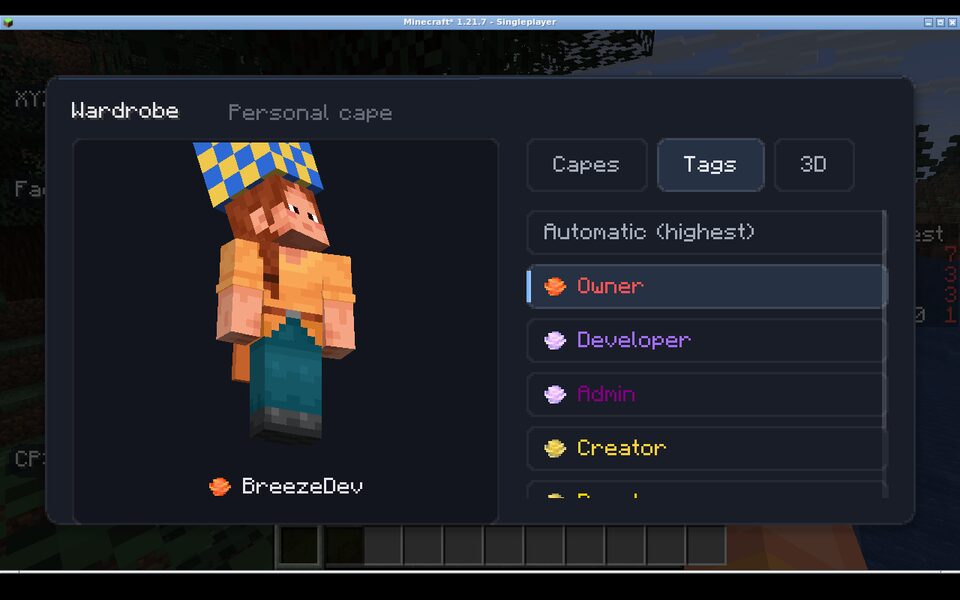 Minecraft* 1.21.7 - Singleplayer
Wardrobe
Personal cape
Capes
Tags
3D
Automatic (highest)
Owner
Developer
Admin
Creator
BreezeDev